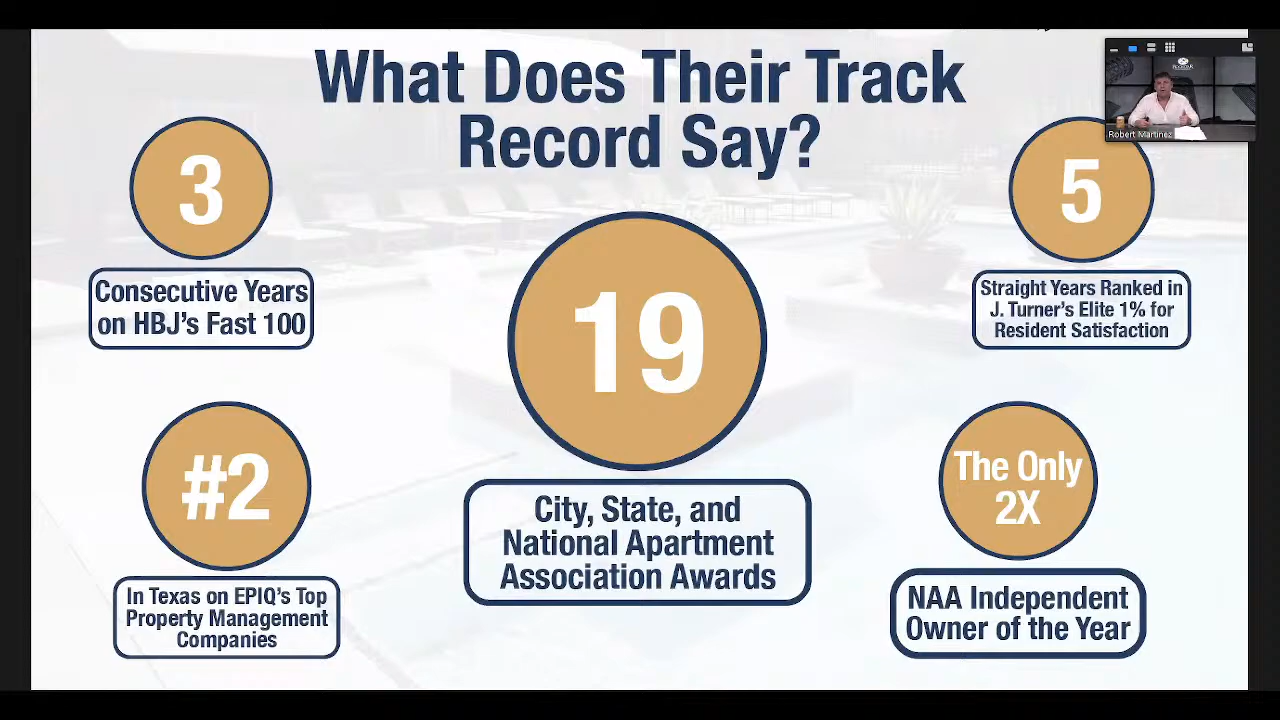 What Does Their Track
Record Say?
3
Consecutive Years
on HBJ's Fast 100
5
Straight Years Ranked in
J. Turner's Elite 1% for
Resident Satisfaction
19
City, State, and
National Apartment
Association Awards
#2
In Texas on EPIQ's Top
Property Management
Companies
The Only
2X
NAA Independent
Owner of the Year
Robert Martinez